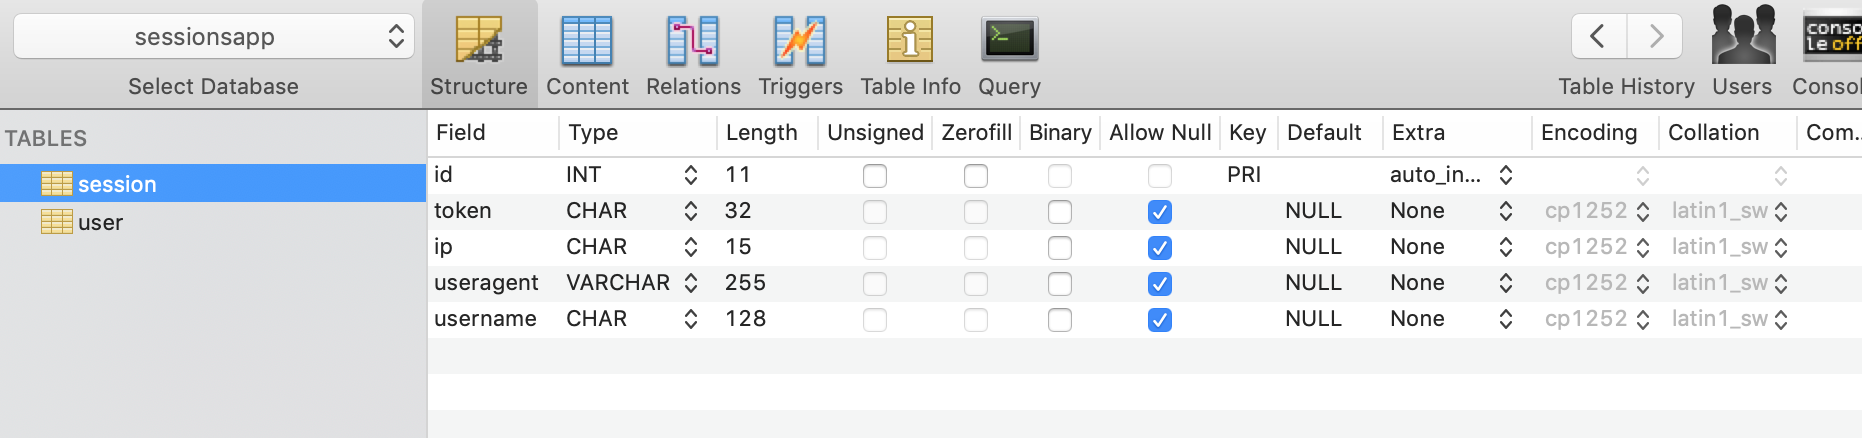 sessionsapp
Select Database
Structure Content Relations Triggers Table Info Query
Table History Users Consol
conso
le off
TABLES
session
user
Field Type Length Unsigned Zerofill Binary Allow Null Key Default Extra Encoding Collation Com...
id INT 11 PRI auto_in...
token CHAR 32 NULL None cp1252 latin1_sw
ip CHAR 15 NULL None cp1252 latin1_sw
useragent VARCHAR 255 NULL None cp1252 latin1_sw
username CHAR 128 NULL None cp1252 latin1_sw